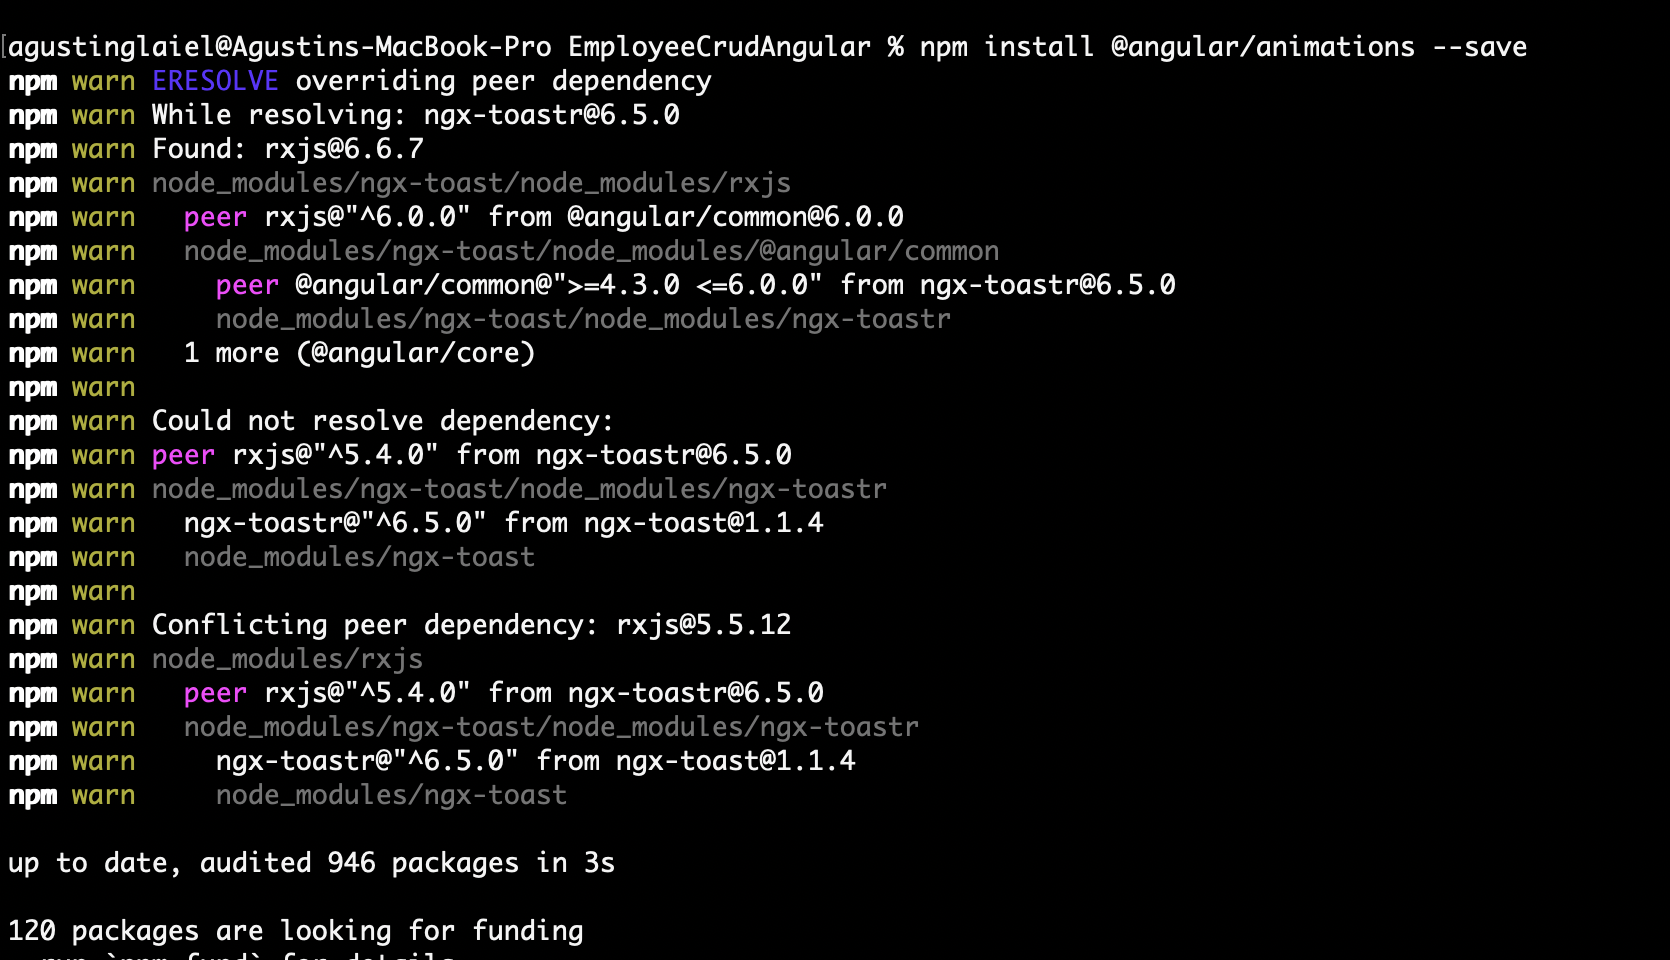 [agustinglaiel@Agustins-MacBook-Pro EmployeeCrudAngular % npm install @angular/animations --save
npm warn ERESOLVE overriding peer dependency
npm warn While resolving: ngx-toastr@6.5.0
npm warn Found: rxjs@6.6.7
npm warn node_modules/ngx-toast/node_modules/rxjs
npm warn   peer rxjs@"^6.0.0" from @angular/common@6.0.0
npm warn   node_modules/ngx-toast/node_modules/@angular/common
npm warn     peer @angular/common@">=4.3.0 <=6.0.0" from ngx-toastr@6.5.0
npm warn     node_modules/ngx-toast/node_modules/ngx-toastr
npm warn   1 more (@angular/core)
npm warn
npm warn Could not resolve dependency:
npm warn peer rxjs@"^5.4.0" from ngx-toastr@6.5.0
npm warn node_modules/ngx-toast/node_modules/ngx-toastr
npm warn   ngx-toastr@"^6.5.0" from ngx-toast@1.1.4
npm warn   node_modules/ngx-toast
npm warn
npm warn Conflicting peer dependency: rxjs@5.5.12
npm warn node_modules/rxjs
npm warn   peer rxjs@"^5.4.0" from ngx-toastr@6.5.0
npm warn   node_modules/ngx-toast/node_modules/ngx-toastr
npm warn     ngx-toastr@"^6.5.0" from ngx-toast@1.1.4
npm warn     node_modules/ngx-toast
up to date, audited 946 packages in 3s
120 packages are looking for funding
run `npm fund` for details